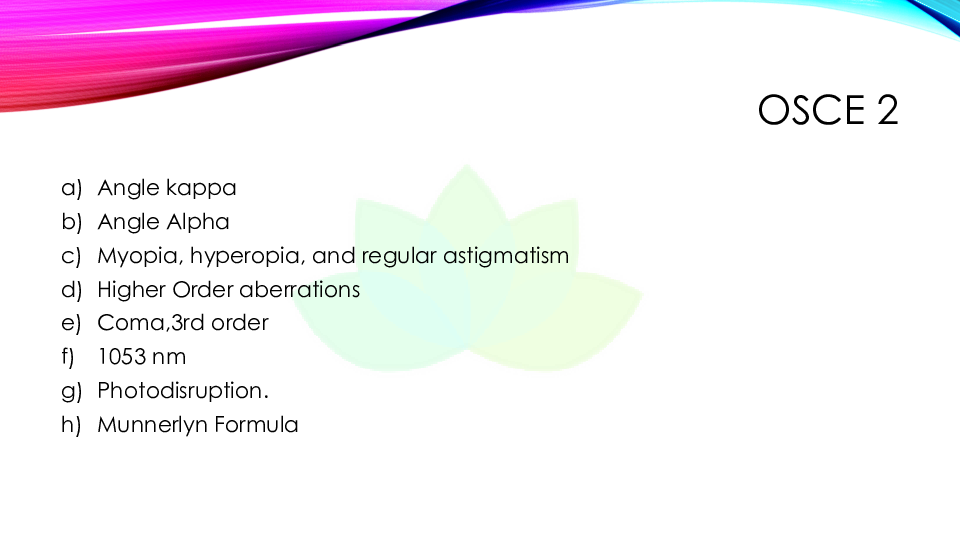 OSCE 2
a) Angle kappa
b) Angle Alpha
c) Myopia, hyperopia, and regular astigmatism
d) Higher Order aberrations
e) Coma,3rd order
f) 1053 nm
g) Photodisruption.
h) Munnerlyn Formula